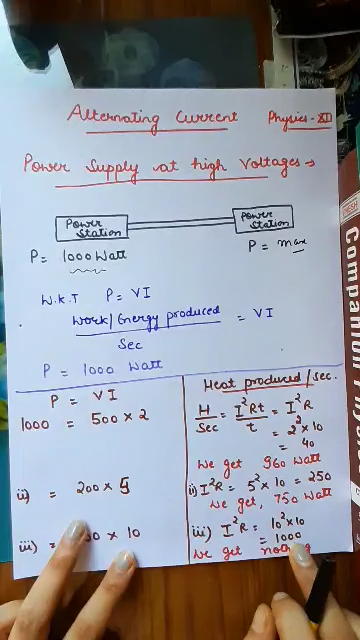 Alternating Current Physics-XII
Power Supply at high Voltages →
Power Station
Power Station
P = 1000 Watt
P = max
W.K.T P = VI
Work/Energy produced = VI
Sec
P = 1000 Watt
P = VI
1000 = 500 × 2
ii) = 200 × 5
iii) = 00 × 10
Heat produced/sec.
H/Sec = I²Rt/t = I²R
= 2² × 10
= 40
We get 960 Watt
ii) I²R = 5² × 10 = 250
We get, 750 Watt
iii) I²R = 10² × 10
= 1000
We get nothing